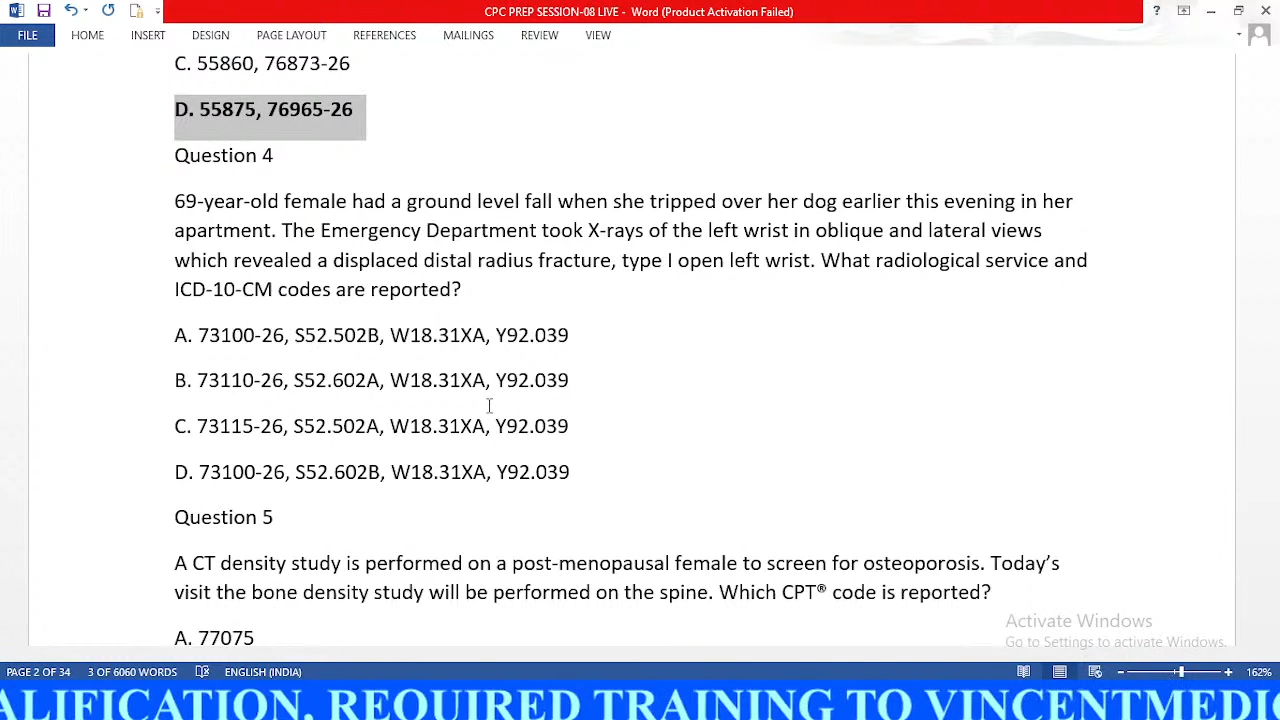 CPC PREP SESSION-08 LIVE - Word (Product Activation Failed)
FILE HOME INSERT DESIGN PAGE LAYOUT REFERENCES MAILINGS REVIEW VIEW
C. 55860, 76873-26
D. 55875, 76965-26
Question 4
69-year-old female had a ground level fall when she tripped over her dog earlier this evening in her
apartment. The Emergency Department took X-rays of the left wrist in oblique and lateral views
which revealed a displaced distal radius fracture, type I open left wrist. What radiological service and
ICD-10-CM codes are reported?
A. 73100-26, S52.502B, W18.31XA, Y92.039
B. 73110-26, S52.602A, W18.31XA, Y92.039
C. 73115-26, S52.502A, W18.31XA, Y92.039
D. 73100-26, S52.602B, W18.31XA, Y92.039
Question 5
A CT density study is performed on a post-menopausal female to screen for osteoporosis. Today’s
visit the bone density study will be performed on the spine. Which CPT® code is reported?
A. 77075
Activate Windows
Go to Settings to activate Windows.
PAGE 2 OF 34 3 OF 6060 WORDS ENGLISH (INDIA) 162%
ALIFICATION, REQUIRED TRAINING TO VINCENTMEDIC